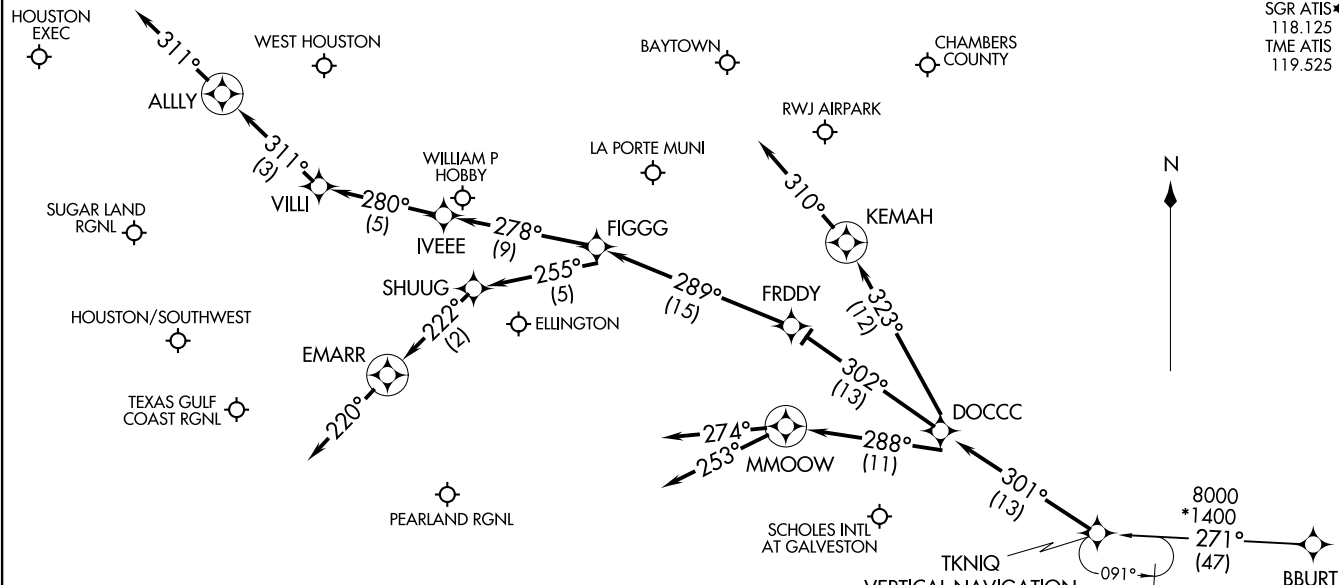 HOUSTON
EXEC
311°
WEST HOUSTON
BAYTOWN
CHAMBERS
COUNTY
SGR ATIS
118.125
TME ATIS
119.525
ALLLY
311°
(3)
VILLI
RWJ AIRPARK
LA PORTE MUNI
WILLIAM P
HOBBY
310°
KEMAH
N
280°
(5)
IVEEE
278°
(9)
FIGGG
SUGAR LAND
RGNL
SHUUG
255°
(5)
289°
(15)
FRDDY
323°
(12)
HOUSTON/SOUTHWEST
222°
(2)
ELLINGTON
EMARR
220°
302°
(13)
DOCCC
TEXAS GULF
COAST RGNL
274°
253°
MMOOW
288°
(11)
301°
(13)
PEARLAND RGNL
SCHOLES INTL
AT GALVESTON
8000
*1400
271°
(47)
TKNIQ
VERTICAL NAVIGATION
091°
BBURT